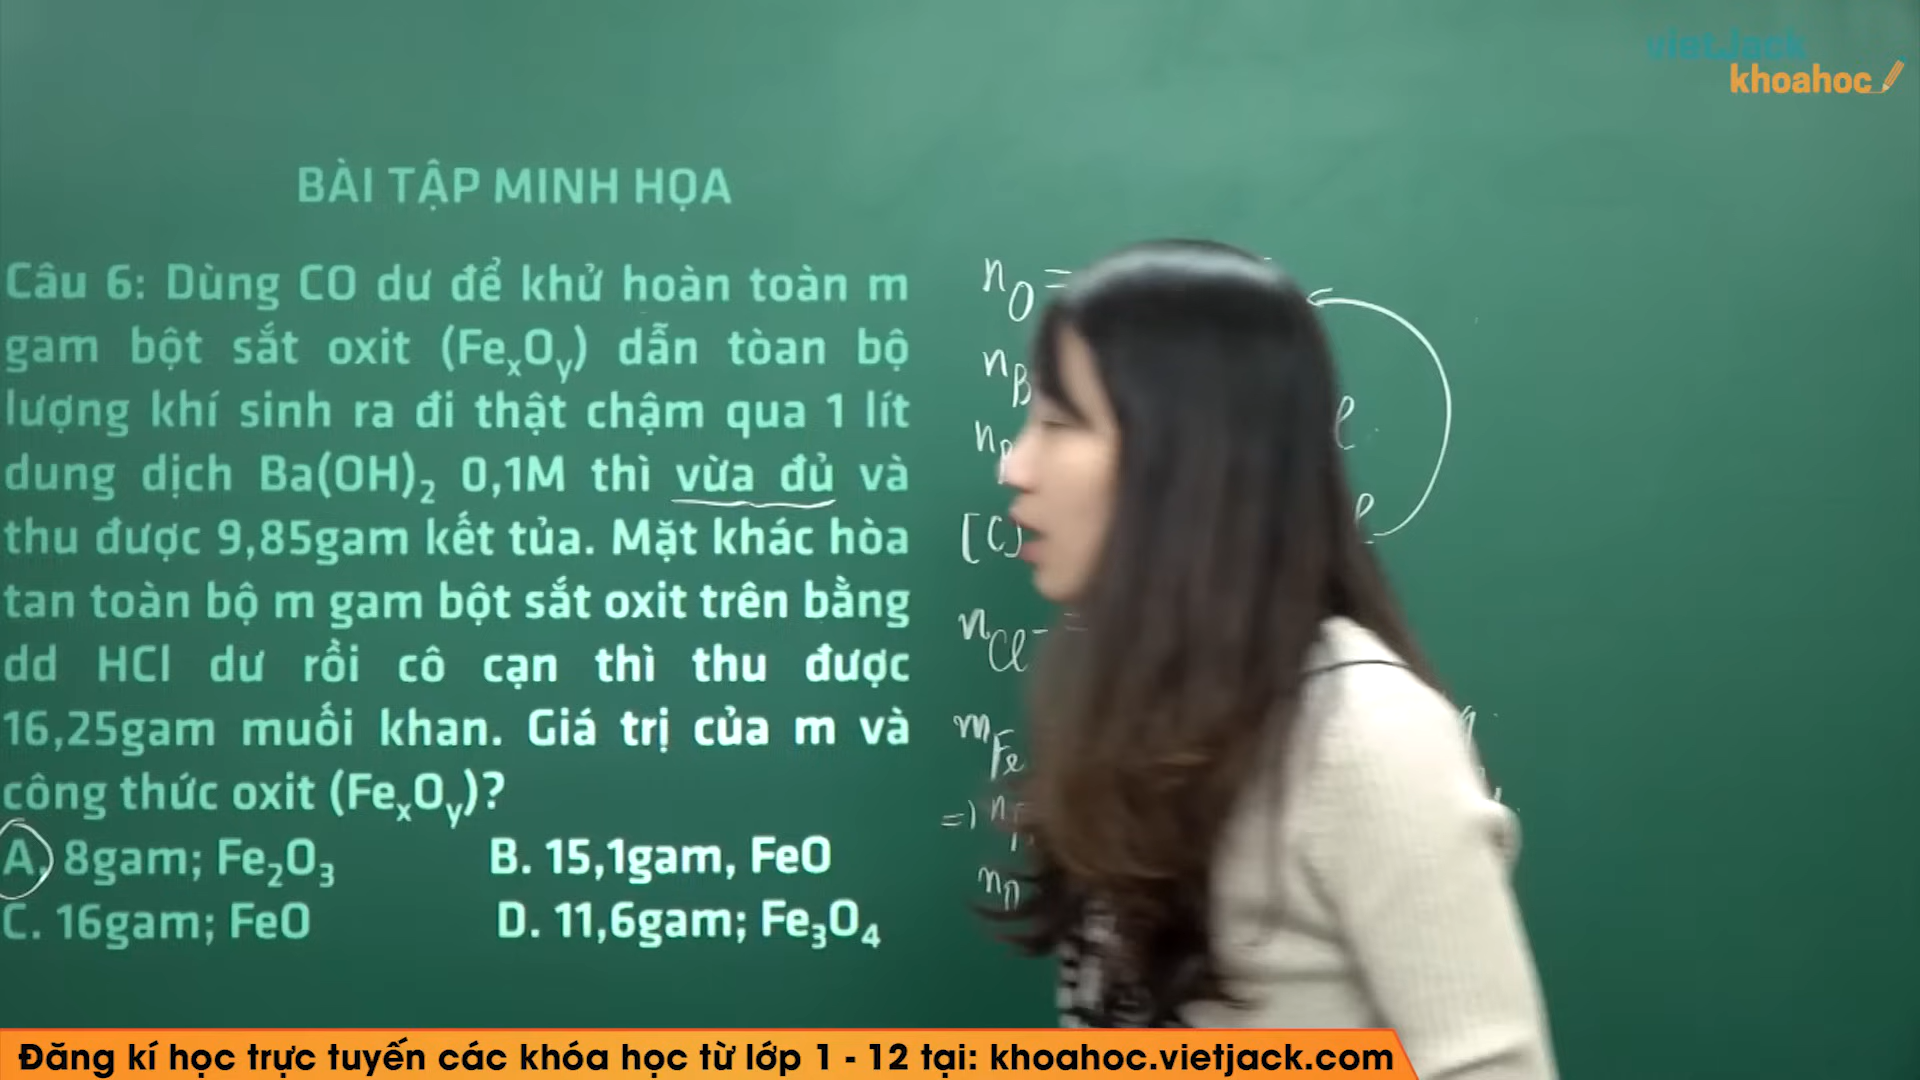 vietJack
khoahoc
BÀI TẬP MINH HỌA
Câu 6: Dùng CO dư để khử hoàn toàn m
gam bột sắt oxit (FexOy) dẫn tòan bộ
lượng khí sinh ra đi thật chậm qua 1 lít
dung dịch Ba(OH)2 0,1M thì vừa đủ và
thu được 9,85gam kết tủa. Mặt khác hòa
tan toàn bộ m gam bột sắt oxit trên bằng
dd HCl dư rồi cô cạn thì thu được
16,25gam muối khan. Giá trị của m và
công thức oxit (FexOy)?
A. 8gam; Fe2O3 B. 15,1gam, FeO
C. 16gam; FeO D. 11,6gam; Fe3O4
nO =
nB
[C]
nCl- =
mFe
Đăng kí học trực tuyến các khóa học từ lớp 1 - 12 tại: khoahoc.vietjack.com